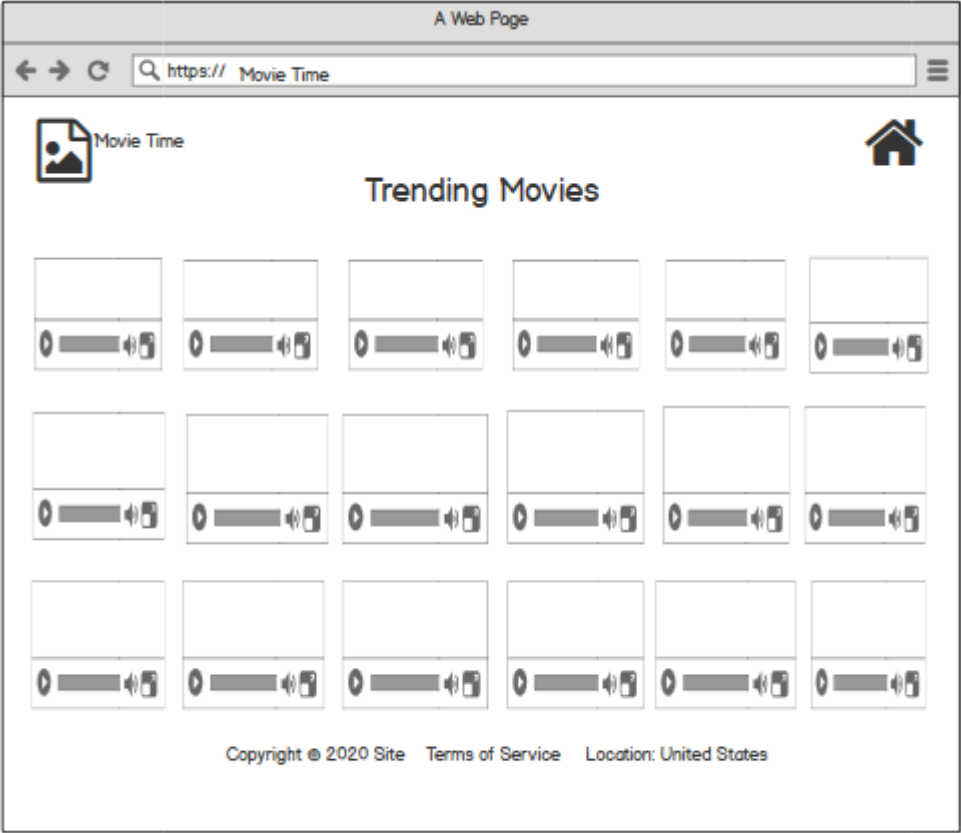 A Web Page
https:// Movie Time
Movie Time
Trending Movies
Copyright © 2020 Site Terms of Service Location: United States